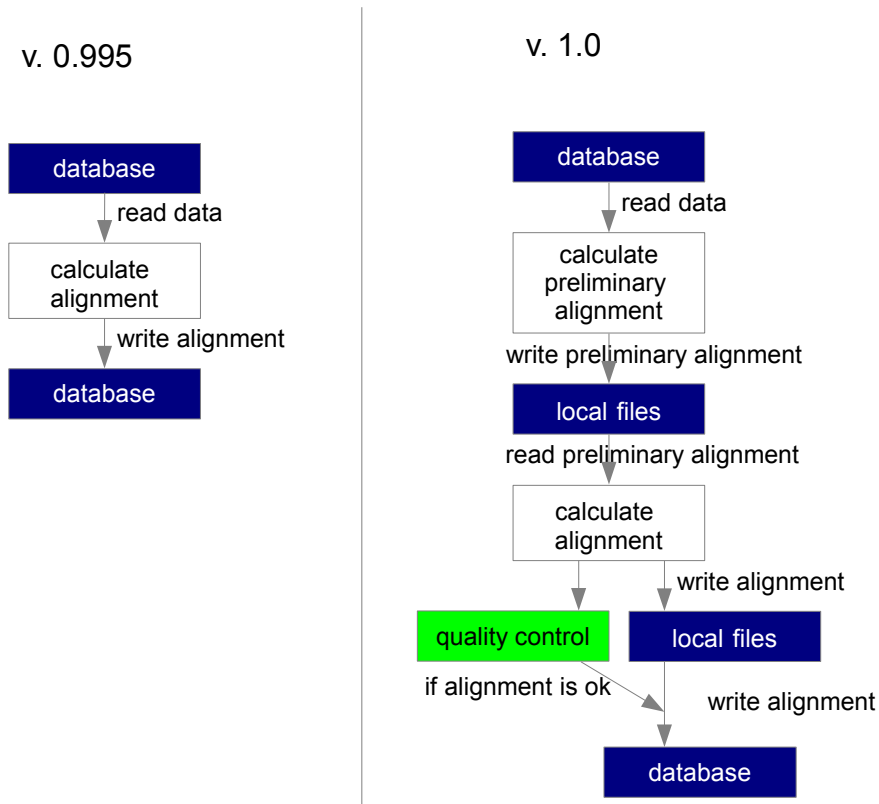 v. 0.995
database
read data
calculate
alignment
write alignment
database
v. 1.0
database
read data
calculate
preliminary
alignment
write preliminary alignment
local files
read preliminary alignment
calculate
alignment
write alignment
quality control
local files
if alignment is ok
write alignment
database